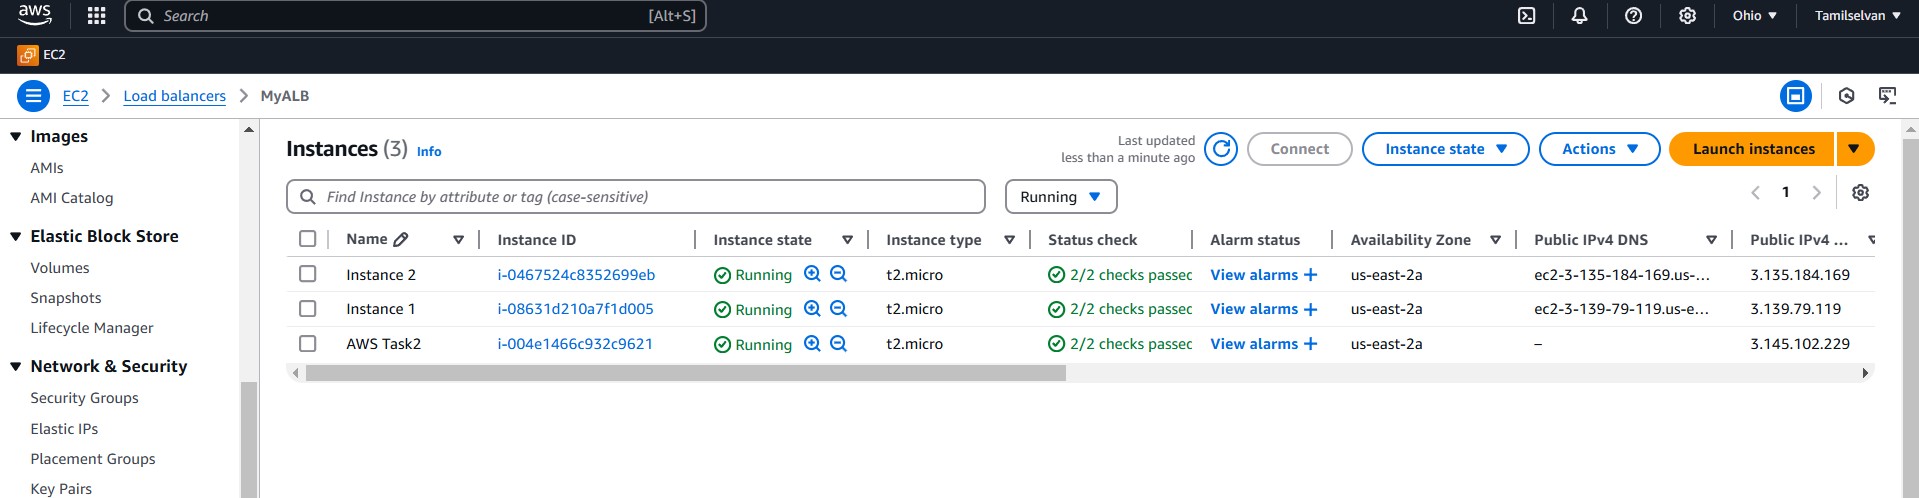 aws
Search [Alt+S] Ohio Tamilselvan
EC2
EC2 Load balancers MyALB
Images
AMIs
AMI Catalog
Elastic Block Store
Volumes
Snapshots
Lifecycle Manager
Network & Security
Security Groups
Elastic IPs
Placement Groups
Key Pairs
Instances (3) Info
Last updated
less than a minute ago
Connect Instance state Actions Launch instances
Find Instance by attribute or tag (case-sensitive) Running 1
Name Instance ID Instance state Instance type Status check Alarm status Availability Zone Public IPv4 DNS Public IPv4 ...
Instance 2 i-0467524c8352699eb Running t2.micro 2/2 checks passec View alarms + us-east-2a ec2-3-135-184-169.us-... 3.135.184.169
Instance 1 i-08631d210a7f1d005 Running t2.micro 2/2 checks passec View alarms + us-east-2a ec2-3-139-79-119.us-e... 3.139.79.119
AWS Task2 i-004e1466c932c9621 Running t2.micro 2/2 checks passec View alarms + us-east-2a – 3.145.102.229